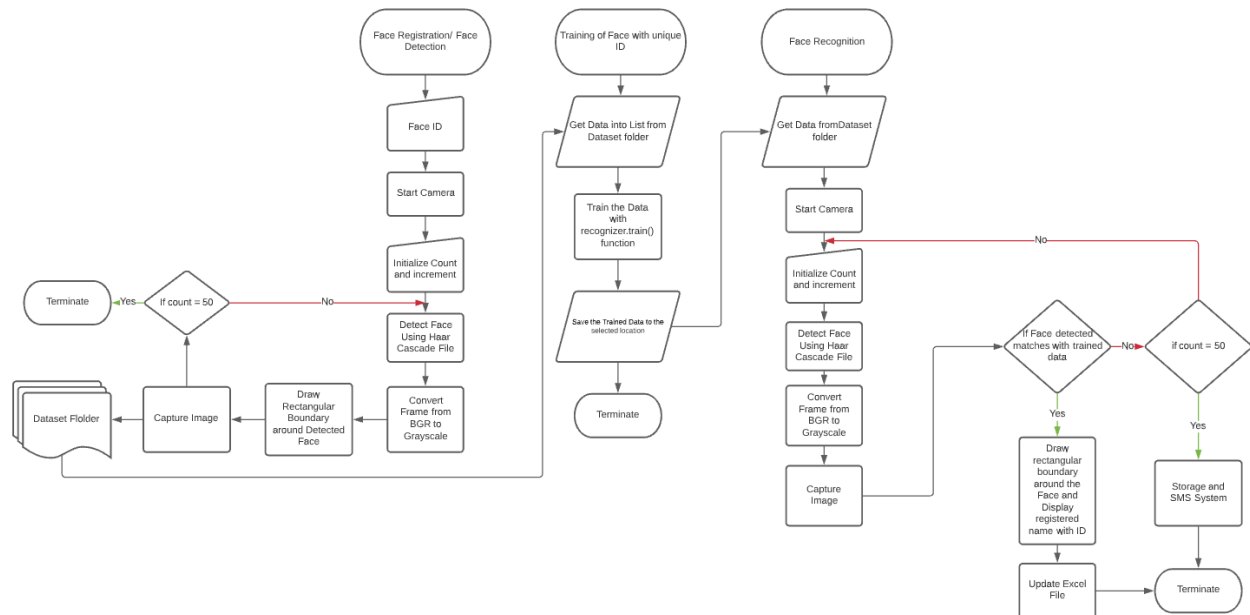 Face Registration/ Face
Detection
Face ID
Start Camera
Initialize Count
and increment
No
If count = 50
Yes
Terminate
Detect Face
Using Haar
Cascade File
Convert
Frame from
BGR to
Grayscale
Draw
Rectangular
Boundary
around Detected
Face
Capture Image
Dataset Flolder
Training of Face with unique
ID
Get Data into List from
Dataset folder
Train the Data
with
recognizer.train()
function
Save the Trained Data to the
selected location
Terminate
Face Recognition
Get Data fromDataset
folder
Start Camera
No
Initialize Count
and increment
Detect Face
Using Haar
Cascade File
Convert
Frame from
BGR to
Grayscale
Capture
Image
If Face detected
matches with trained
data
No
if count = 50
Yes
Yes
Draw
rectangular
boundary
around the
Face and
Display
registered
name with ID
Storage and
SMS System
Update Excel
File
Terminate